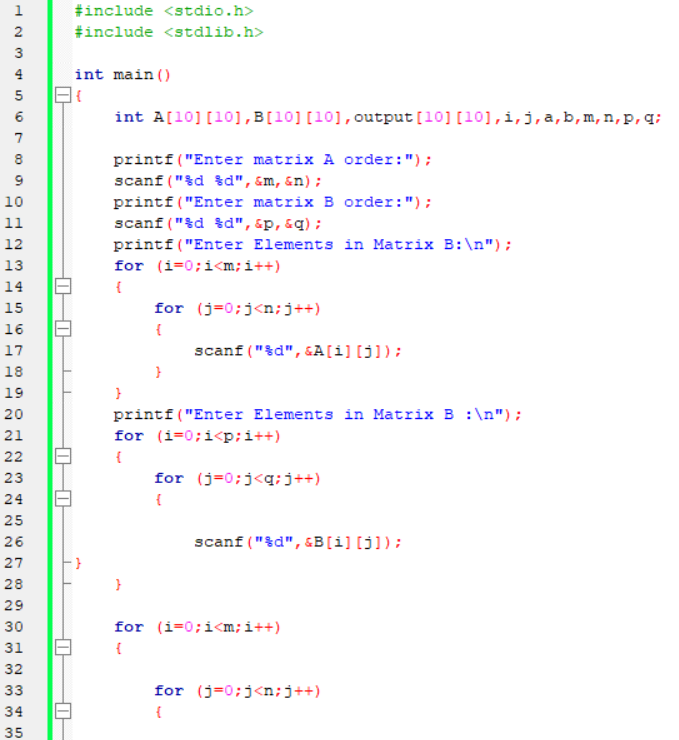 1 #include <stdio.h>
2 #include <stdlib.h>
3
4 int main()
5 {
6 int A[10][10],B[10][10],output[10][10],i,j,a,b,m,n,p,q;
7
8 printf("Enter matrix A order:");
9 scanf("%d %d",&m,&n);
10 printf("Enter matrix B order:");
11 scanf("%d %d",&p,&q);
12 printf("Enter Elements in Matrix B:\n");
13 for (i=0;i<m;i++)
14 {
15 for (j=0;j<n;j++)
16 {
17 scanf("%d",&A[i][j]);
18 }
19 }
20 printf("Enter Elements in Matrix B :\n");
21 for (i=0;i<p;i++)
22 {
23 for (j=0;j<q;j++)
24 {
25
26 scanf("%d",&B[i][j]);
27 }
28 }
29
30 for (i=0;i<m;i++)
31 {
32
33 for (j=0;j<n;j++)
34 {
35